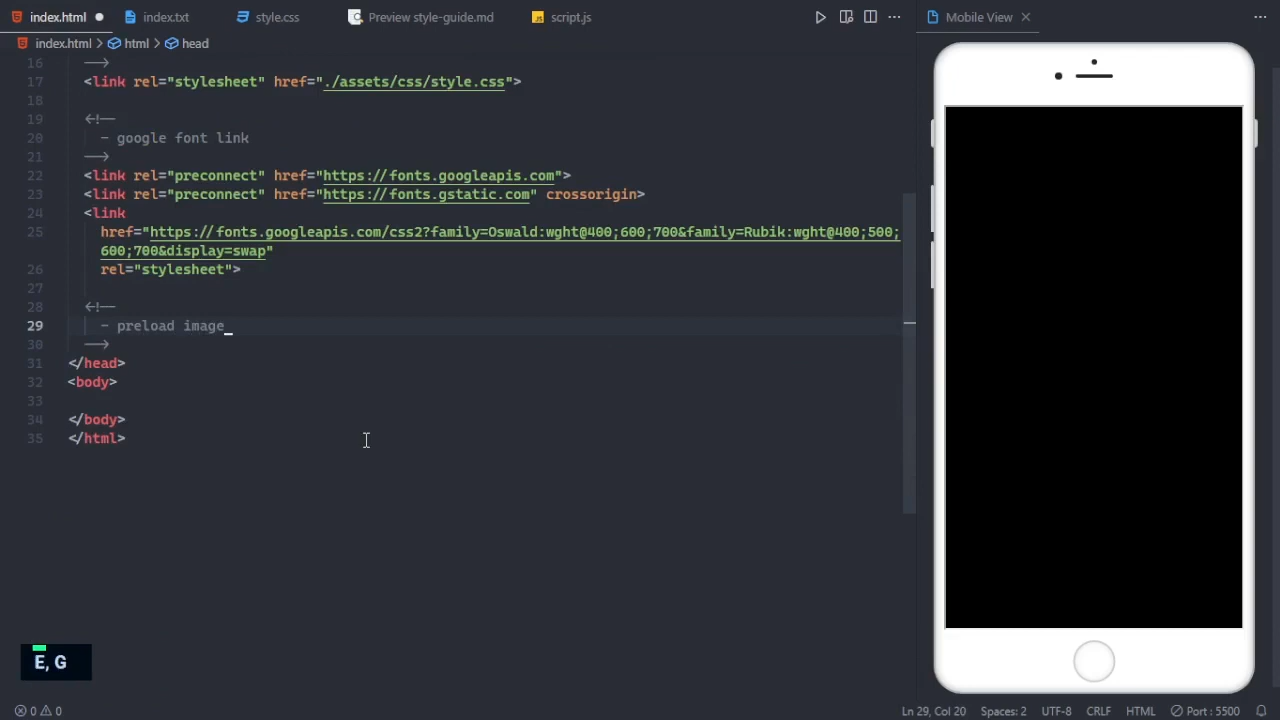 index.html
index.txt
style.css
Preview style-guide.md
script.js
Mobile View
index.html > html > head
16 -->
17 <link rel="stylesheet" href="./assets/css/style.css">
18
19 <!--
20 - google font link
21 -->
22 <link rel="preconnect" href="https://fonts.googleapis.com">
23 <link rel="preconnect" href="https://fonts.gstatic.com" crossorigin>
24 <link
25 href="https://fonts.googleapis.com/css2?family=Oswald:wght@400;600;700&family=Rubik:wght@400;500;
600;700&display=swap"
26 rel="stylesheet">
27
28 <!--
29 - preload image
30 -->
31 </head>
32 <body>
33
34 </body>
35 </html>
E, G
0 0
Ln 29, Col 20
Spaces: 2
UTF-8
CRLF
HTML
Port : 5500